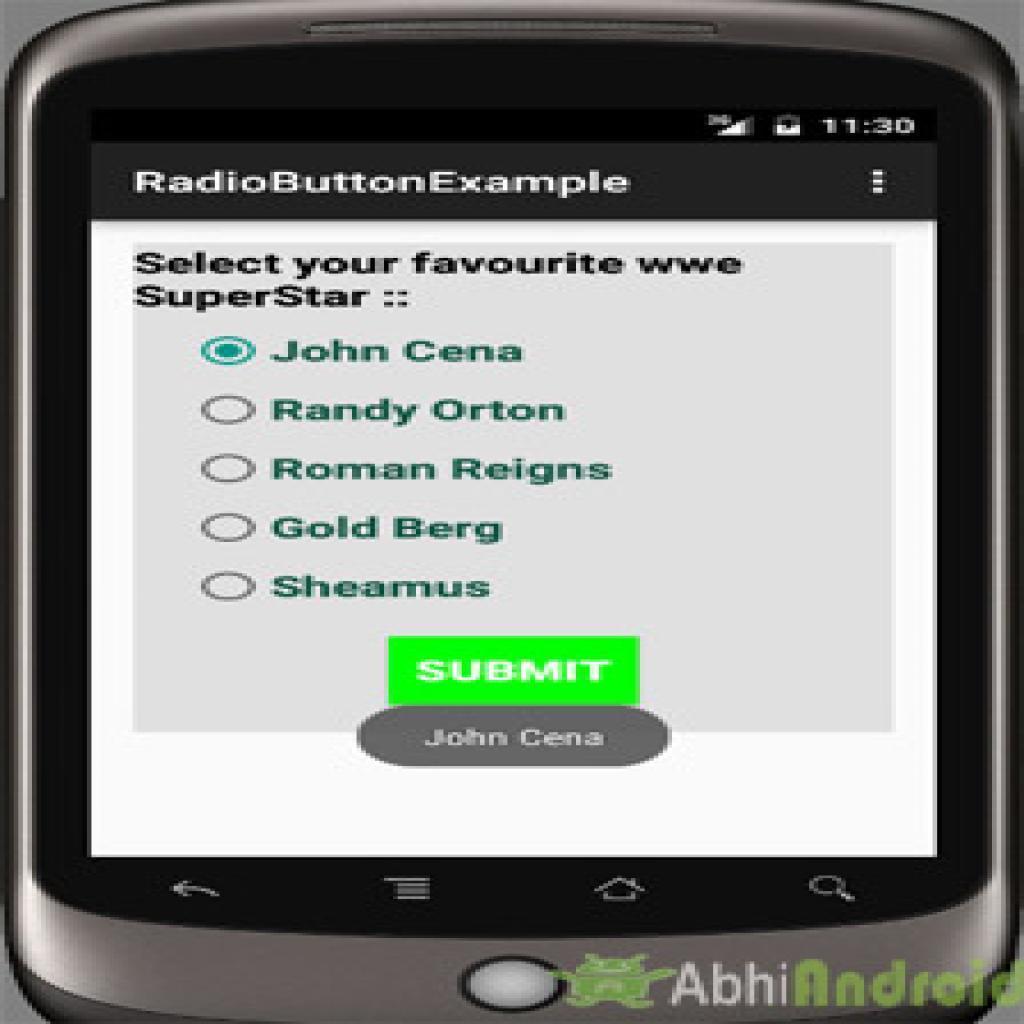 3G 11:30
RadioButtonExample
Select your favourite wwe
SuperStar ::
John Cena
Randy Orton
Roman Reigns
Gold Berg
Sheamus
SUBMIT
John Cena
AbhiAndroid